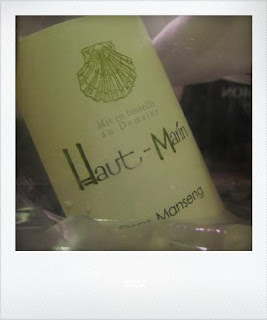 Mis en bouteille
au Domaine
Haut-Marin
Gros Manseng